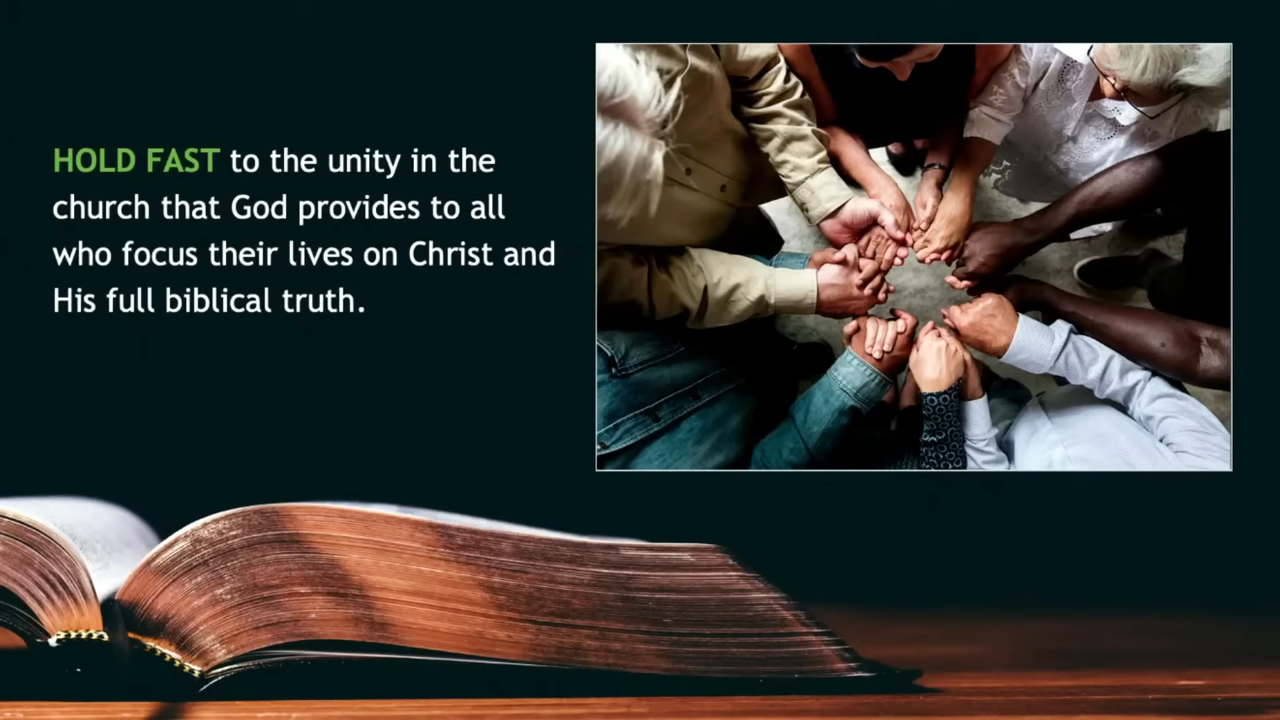 HOLD FAST to the unity in the
church that God provides to all
who focus their lives on Christ and
His full biblical truth.